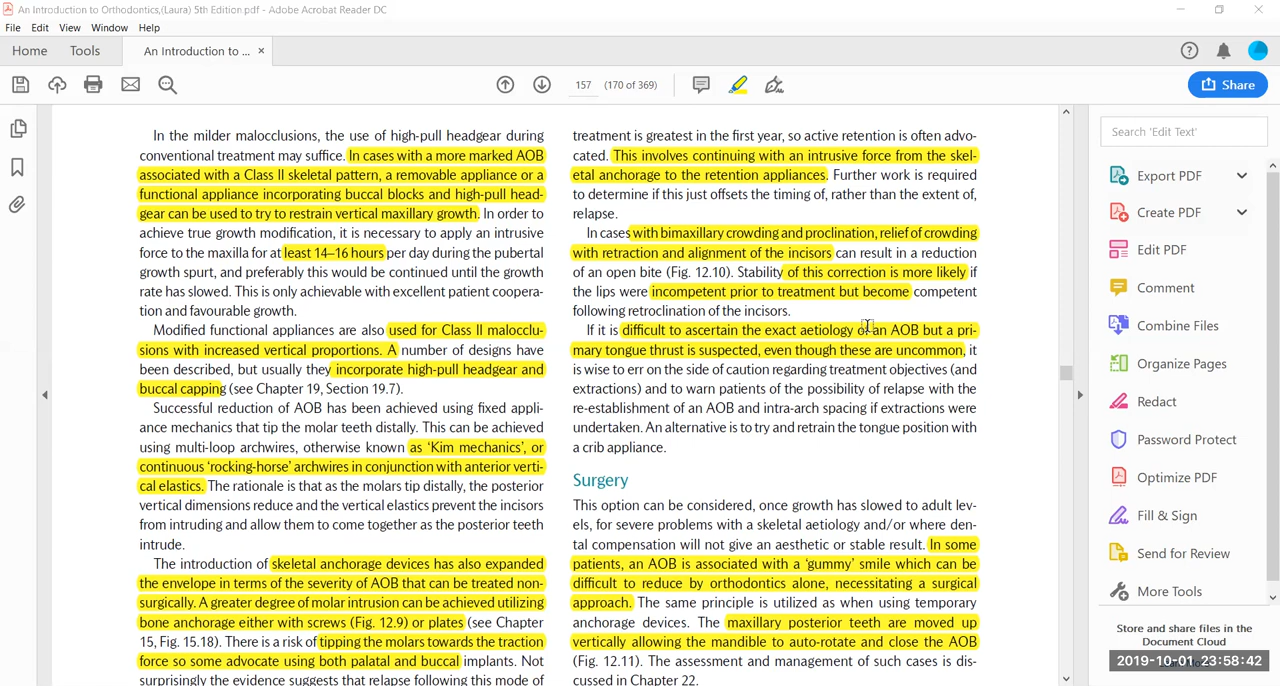 An Introduction to Orthodontics,(Laura) 5th Edition.pdf - Adobe Acrobat Reader DC
File Edit View Window Help
Home Tools An Introduction to ... ×
157 (170 of 369)
Share
In the milder malocclusions, the use of high-pull headgear during
conventional treatment may suffice. In cases with a more marked AOB
associated with a Class II skeletal pattern, a removable appliance or a
functional appliance incorporating buccal blocks and high-pull head-
gear can be used to try to restrain vertical maxillary growth. In order to
achieve true growth modification, it is necessary to apply an intrusive
force to the maxilla for at least 14–16 hours per day during the pubertal
growth spurt, and preferably this would be continued until the growth
rate has slowed. This is only achievable with excellent patient coopera-
tion and favourable growth.
Modified functional appliances are also used for Class II malocclu-
sions with increased vertical proportions. A number of designs have
been described, but usually they incorporate high-pull headgear and
buccal capping (see Chapter 19, Section 19.7).
Successful reduction of AOB has been achieved using fixed appli-
ance mechanics that tip the molar teeth distally. This can be achieved
using multi-loop archwires, otherwise known as ‘Kim mechanics’, or
continuous ‘rocking-horse’ archwires in conjunction with anterior verti-
cal elastics. The rationale is that as the molars tip distally, the posterior
vertical dimensions reduce and the vertical elastics prevent the incisors
from intruding and allow them to come together as the posterior teeth
intrude.
The introduction of skeletal anchorage devices has also expanded
the envelope in terms of the severity of AOB that can be treated non-
surgically. A greater degree of molar intrusion can be achieved utilizing
bone anchorage either with screws (Fig. 12.9) or plates (see Chapter
15, Fig. 15.18). There is a risk of tipping the molars towards the traction
force so some advocate using both palatal and buccal implants. Not
surprisingly the evidence suggests that relapse following this mode of
treatment is greatest in the first year, so active retention is often advo-
cated. This involves continuing with an intrusive force from the skel-
etal anchorage to the retention appliances. Further work is required
to determine if this just offsets the timing of, rather than the extent of,
relapse.
In cases with bimaxillary crowding and proclination, relief of crowding
with retraction and alignment of the incisors can result in a reduction
of an open bite (Fig. 12.10). Stability of this correction is more likely if
the lips were incompetent prior to treatment but become competent
following retroclination of the incisors.
If it is difficult to ascertain the exact aetiology of an AOB but a pri-
mary tongue thrust is suspected, even though these are uncommon, it
is wise to err on the side of caution regarding treatment objectives (and
extractions) and to warn patients of the possibility of relapse with the
re-establishment of an AOB and intra-arch spacing if extractions were
undertaken. An alternative is to try and retrain the tongue position with
a crib appliance.
Surgery
This option can be considered, once growth has slowed to adult lev-
els, for severe problems with a skeletal aetiology and/or where den-
tal compensation will not give an aesthetic or stable result. In some
patients, an AOB is associated with a ‘gummy’ smile which can be
difficult to reduce by orthodontics alone, necessitating a surgical
approach. The same principle is utilized as when using temporary
anchorage devices. The maxillary posterior teeth are moved up
vertically allowing the mandible to auto-rotate and close the AOB
(Fig. 12.11). The assessment and management of such cases is dis-
cussed in Chapter 22.
Search 'Edit Text'
Export PDF
Create PDF
Edit PDF
Comment
Combine Files
Organize Pages
Redact
Password Protect
Optimize PDF
Fill & Sign
Send for Review
More Tools
Store and share files in the
Document Cloud
2019-10-01 23:58:42